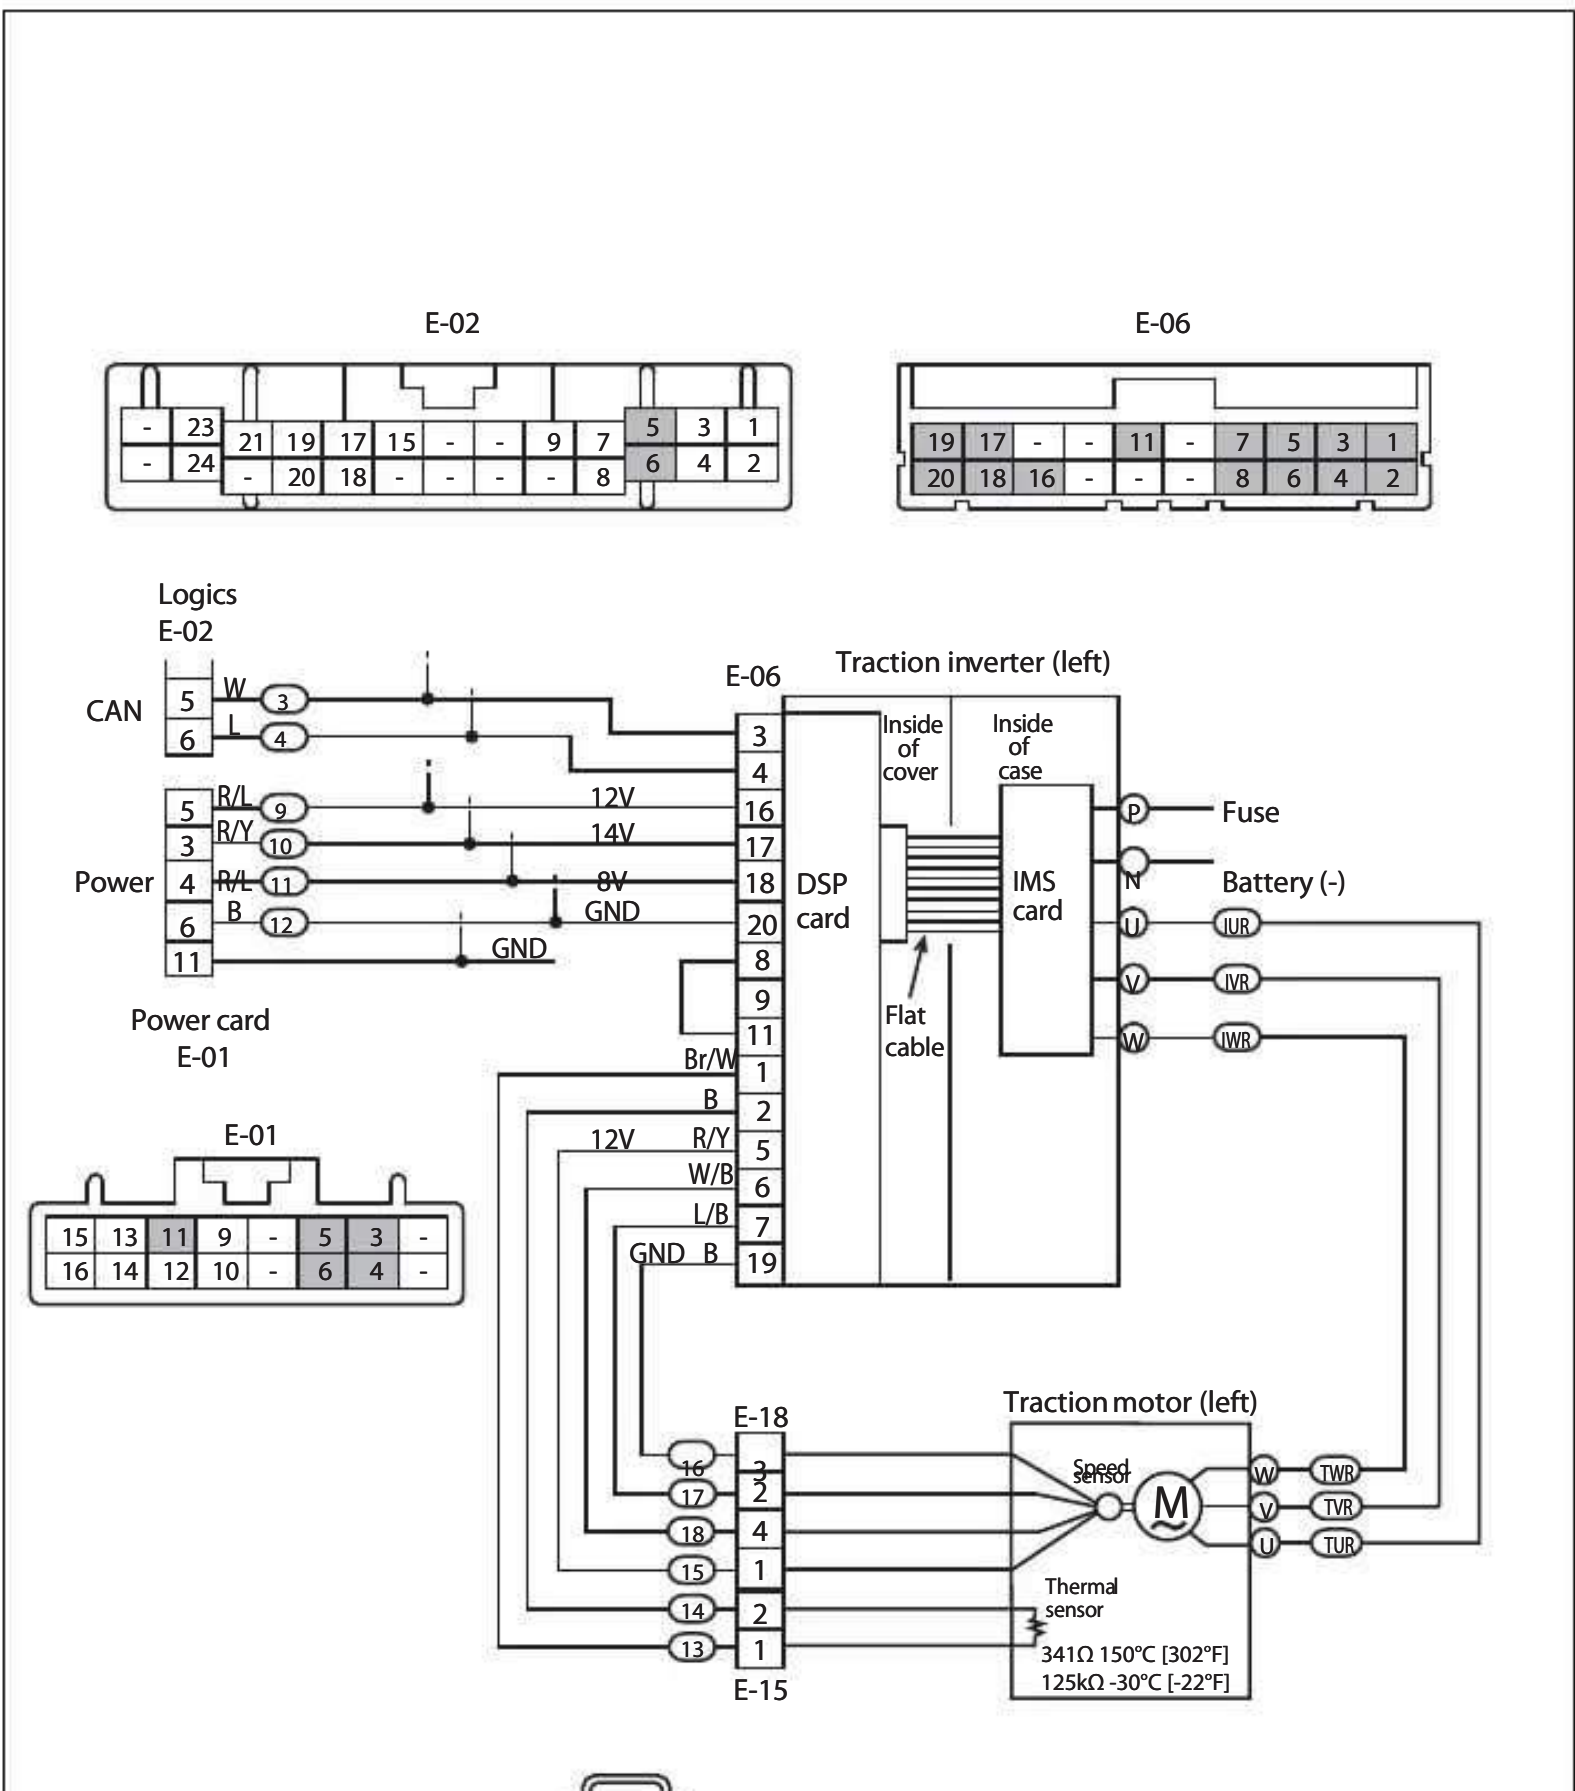 E-02
E-06
- 23 21 19 17 15 - - 9 7 5 3 1
- 24 - 20 18 - - - - 8 6 4 2
19 17 - - 11 - 7 5 3 1
20 18 16 - - - 8 6 4 2
Logics
E-02
CAN
5 W 3
6 L 4
Power
5 R/L 9 12V
3 R/Y 10 14V
4 R/L 11 8V
6 B 12 GND
11 GND
Power card
E-01
E-01
15 13 11 9 - 5 3 -
16 14 12 10 - 6 4 -
E-06
Traction inverter (left)
3
4
16
17
18
20
8
9
11
Br/W 1
B 2
12V R/Y 5
W/B 6
L/B 7
GND B 19
DSP
card
Inside
of
cover
Inside
of
case
IMS
card
Flat
cable
P Fuse
N Battery (-)
U IUR
V IVR
W IWR
E-18
16 3
17 2
18 4
15 1
14 2
13 1
E-15
Traction motor (left)
Speed
sensor
M
W TWR
V TVR
U TUR
Thermal
sensor
341Ω 150°C [302°F]
125kΩ -30°C [-22°F]